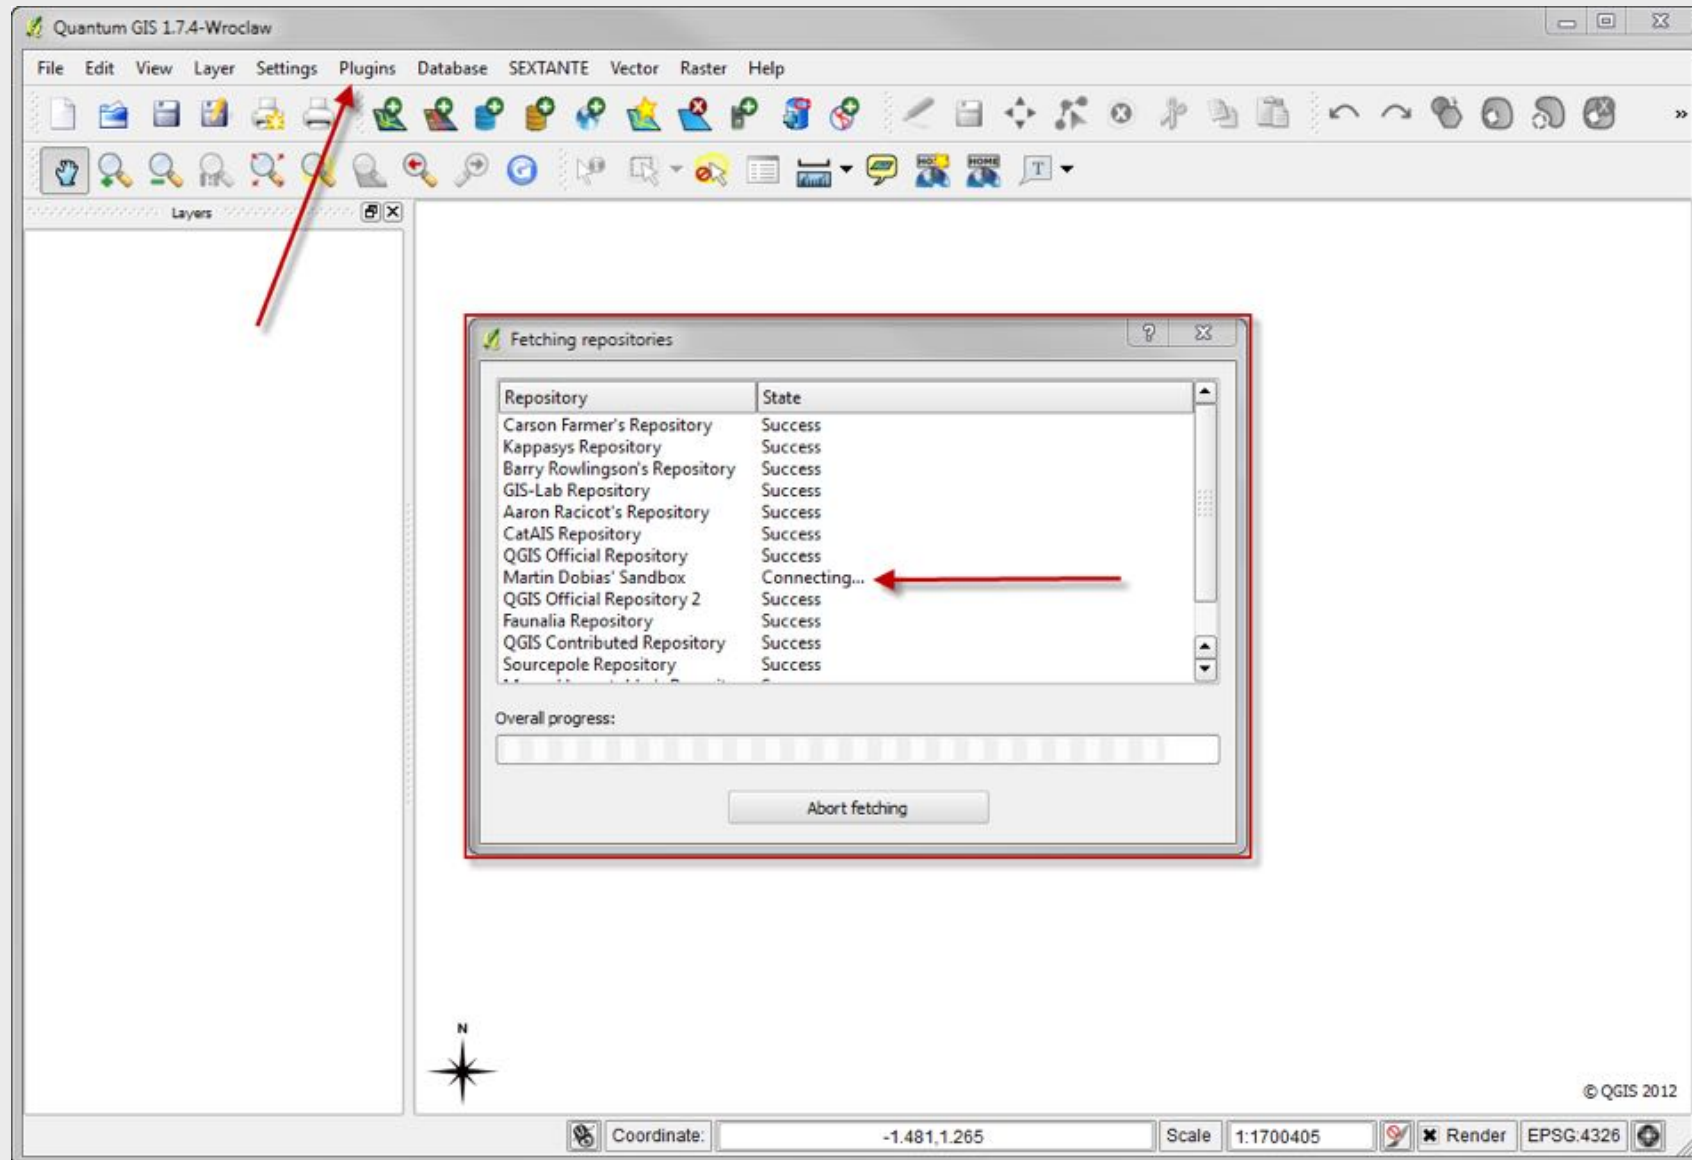 Quantum GIS 1.7.4-Wroclaw
File Edit View Layer Settings Plugins Database SEXTANTE Vector Raster Help
Layers
Fetching repositories
Repository State
Carson Farmer's Repository Success
Kappasys Repository Success
Barry Rowlingson's Repository Success
GIS-Lab Repository Success
Aaron Racicot's Repository Success
CatAIS Repository Success
QGIS Official Repository Success
Martin Dobias' Sandbox Connecting...
QGIS Official Repository 2 Success
Faunalia Repository Success
QGIS Contributed Repository Success
Sourcepole Repository Success
Overall progress:
Abort fetching
N
© QGIS 2012
Coordinate: -1.481,1.265 Scale 1:1700405 Render EPSG:4326